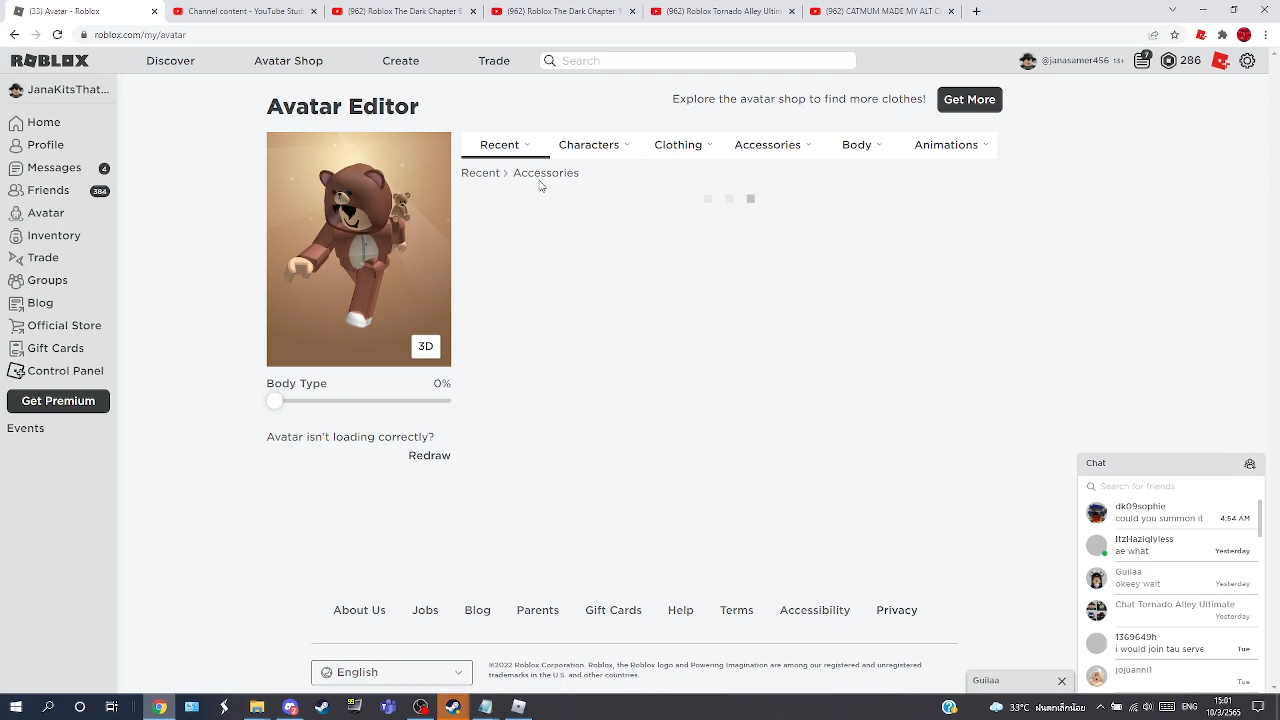 (33) Avatar - Roblox
Channel content - YouTube Studi
(962) Roblox The Dark Chapter 6
(962) Roblox The Dark Chapter 1
(962) Roblox Tornado Alley Ultim
(962) CATMUM MADE MY ALT C
roblox.com/my/avatar
ROBLOX
Discover
Avatar Shop
Create
Trade
Search
@janasamer456 13+
286
JanaKitsThat...
Home
Profile
Messages 4
Friends 384
Avatar
Inventory
Trade
Groups
Blog
Official Store
Gift Cards
Control Panel
Get Premium
Events
Avatar Editor
Explore the avatar shop to find more clothes!
Get More
Recent
Characters
Clothing
Accessories
Body
Animations
Recent > Accessories
3D
Body Type 0%
Avatar isn't loading correctly?
Redraw
Chat
Search for friends
dk09sophie
could you summon it 4:54 AM
ae what Yesterday
Guilaa
okeey wait Yesterday
Chat Tornado Alley Ultimate
Yesterday
1369649h
i would join tau serve Tue
jojuanni1
Tue
Guilaa
About Us
Jobs
Blog
Parents
Gift Cards
Help
Terms
Accessibility
Privacy
English
©2022 Roblox Corporation. Roblox, the Roblox logo and Powering Imagination are among our registered and unregistered
trademarks in the U.S. and other countries.
33°C
15:01
10/3/2565